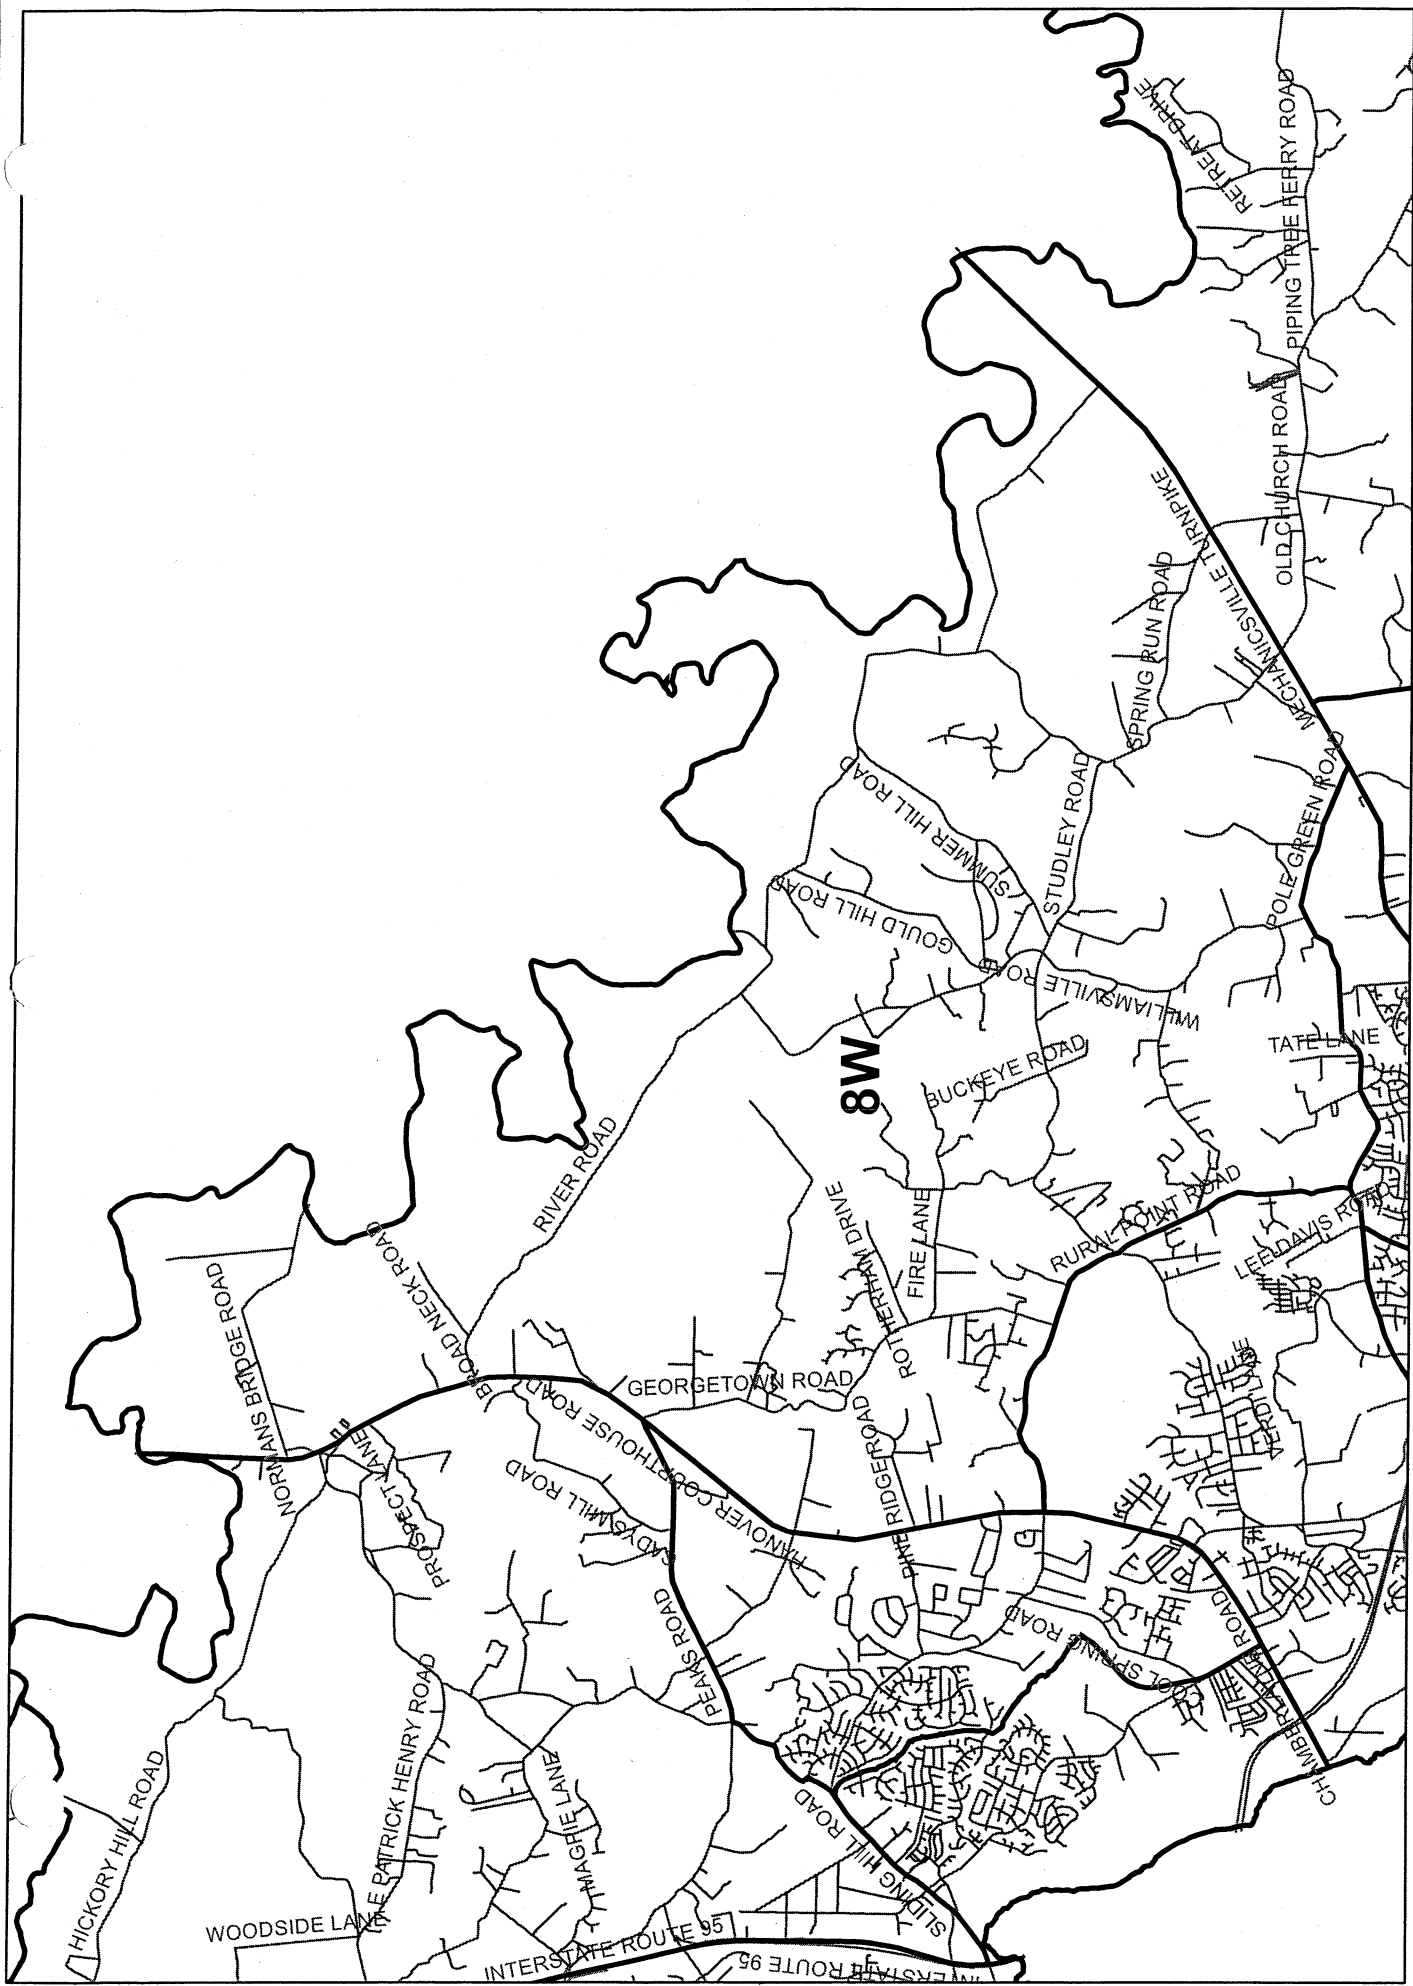 RETREAT DRIVE
PIPING TREE FERRY ROAD
OLD CHURCH ROAD
MECHANICSVILLE TURNPIKE
SPRING RUN ROAD
SUMMER HILL ROAD
STUDLEY ROAD
POLE GREEN ROAD
GOULD HILL ROAD
WILLIAMSVILLE ROAD
TATE LANE
8W
BUCKEYE ROAD
RIVER ROAD
RURAL POINT ROAD
LEE DAVIS ROAD
ROTHERHAM DRIVE
FIRE LANE
BROAD NECK ROAD
NORMANS BRIDGE ROAD
GEORGETOWN ROAD
VERDI LANE
HANOVER COURTHOUSE ROAD
PINE RIDGE ROAD
PROSPECT LANE
CADYS MILL ROAD
PEAKS ROAD
COOL SPRING ROAD
CHAMBERLAYNE ROAD
HICKORY HILL ROAD
PATRICK HENRY ROAD
MAGPIE LANE
SLIDING HILL ROAD
WOODSIDE LANE
INTERSTATE ROUTE 95
INTERSTATE ROUTE 95